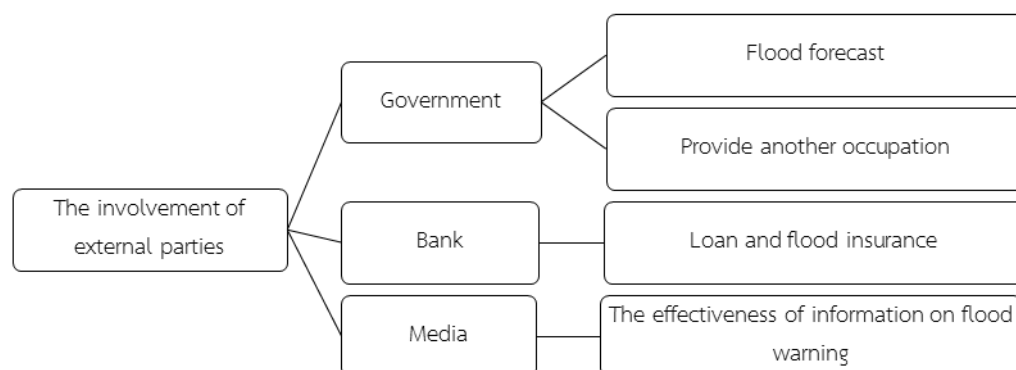 Flood forecast
Government
Provide another occupation
The involvement of
external parties
Bank
Loan and flood insurance
Media
The effectiveness of information on flood
warning